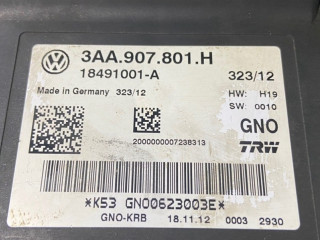 3AA.907.801.H
18491001-A 323/12
Made in Germany 323/12 HW: H19
SW: 0010
GNO
2000000007238313
TRW
*K53 GNO0623003E*
GNO-KRB 18.11.12 0003 2930